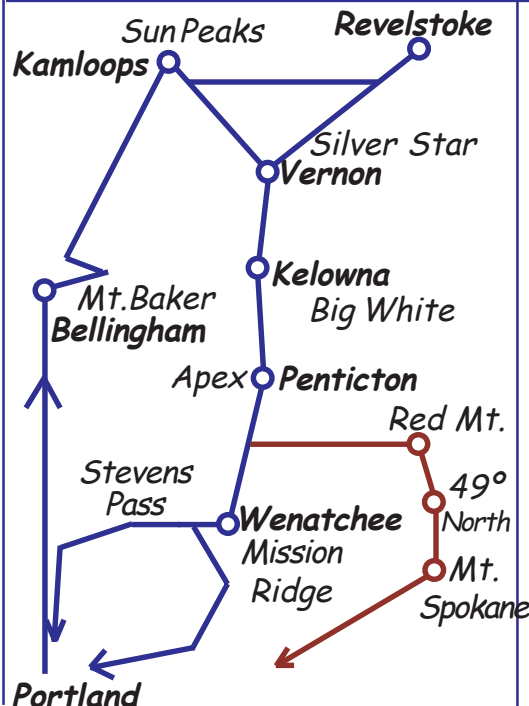 Revelstoke
Sun Peaks
Kamloops
Silver Star
Vernon
Kelowna
Mt.Baker
Big White
Bellingham
Apex
Penticton
Red Mt.
Stevens
Pass
49º
North
Wenatchee
Mission
Ridge
Mt.
Spokane
Portland